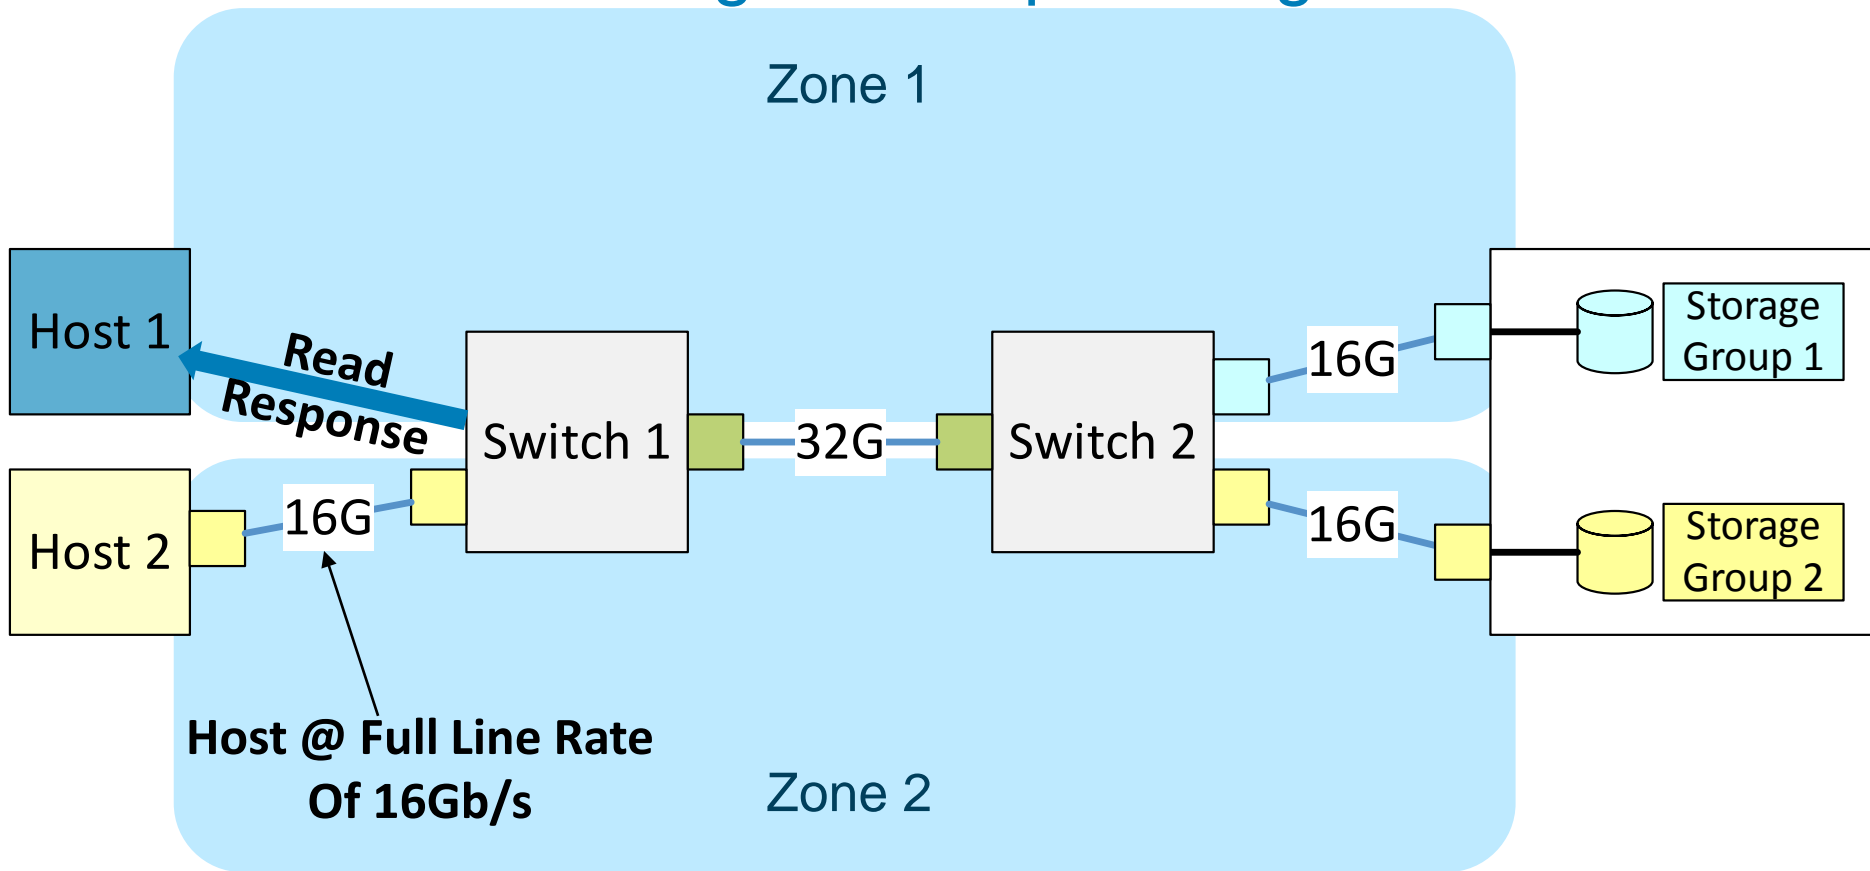 Zone 1
Host 1
Read
Response
Switch 1
32G
Switch 2
16G
Storage
Group 1
Host 2
16G
16G
Storage
Group 2
Host @ Full Line Rate
Of 16Gb/s
Zone 2